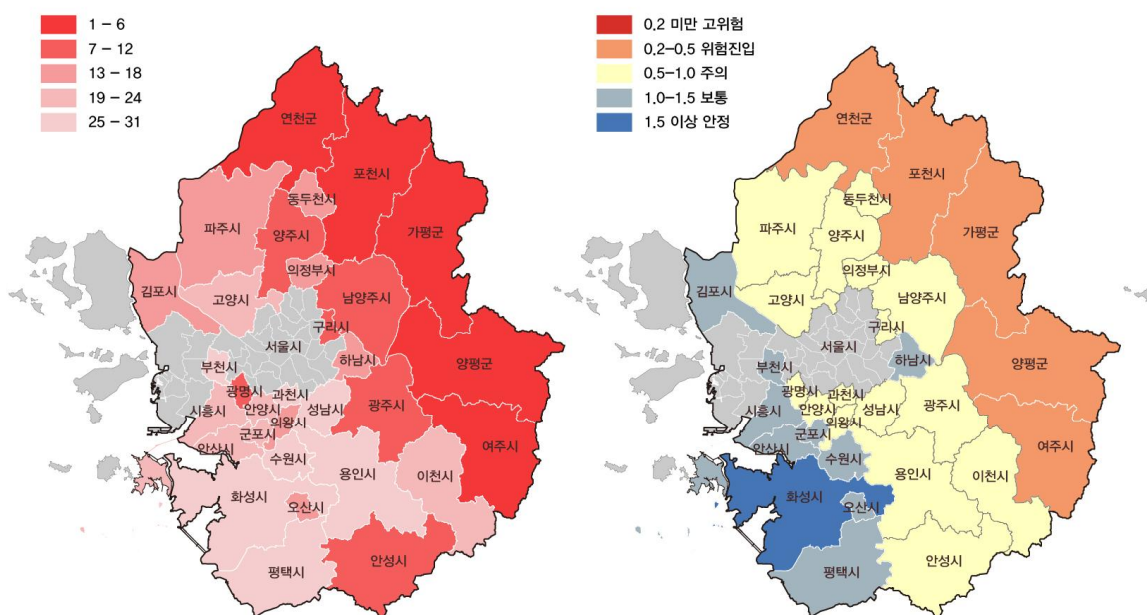 1 – 6
7 – 12
13 – 18
19 – 24
25 – 31
연천군
포천시
동두천시
파주시
양주시
가평군
의정부시
김포시
고양시
남양주시
구리시
서울시
하남시
양평군
부천시
광명시
과천시
시흥시
안양시
성남시
광주시
의왕시
군포시
안산시
수원시
여주시
용인시
이천시
화성시
오산시
안성시
평택시
0.2 미만 고위험
0.2–0.5 위험진입
0.5–1.0 주의
1.0–1.5 보통
1.5 이상 안정
연천군
포천시
동두천시
파주시
양주시
가평군
의정부시
김포시
고양시
남양주시
구리시
서울시
하남시
양평군
부천시
광명시
과천시
시흥시
안양시
성남시
광주시
의왕시
군포시
안산시
수원시
여주시
용인시
이천시
화성시
오산시
안성시
평택시